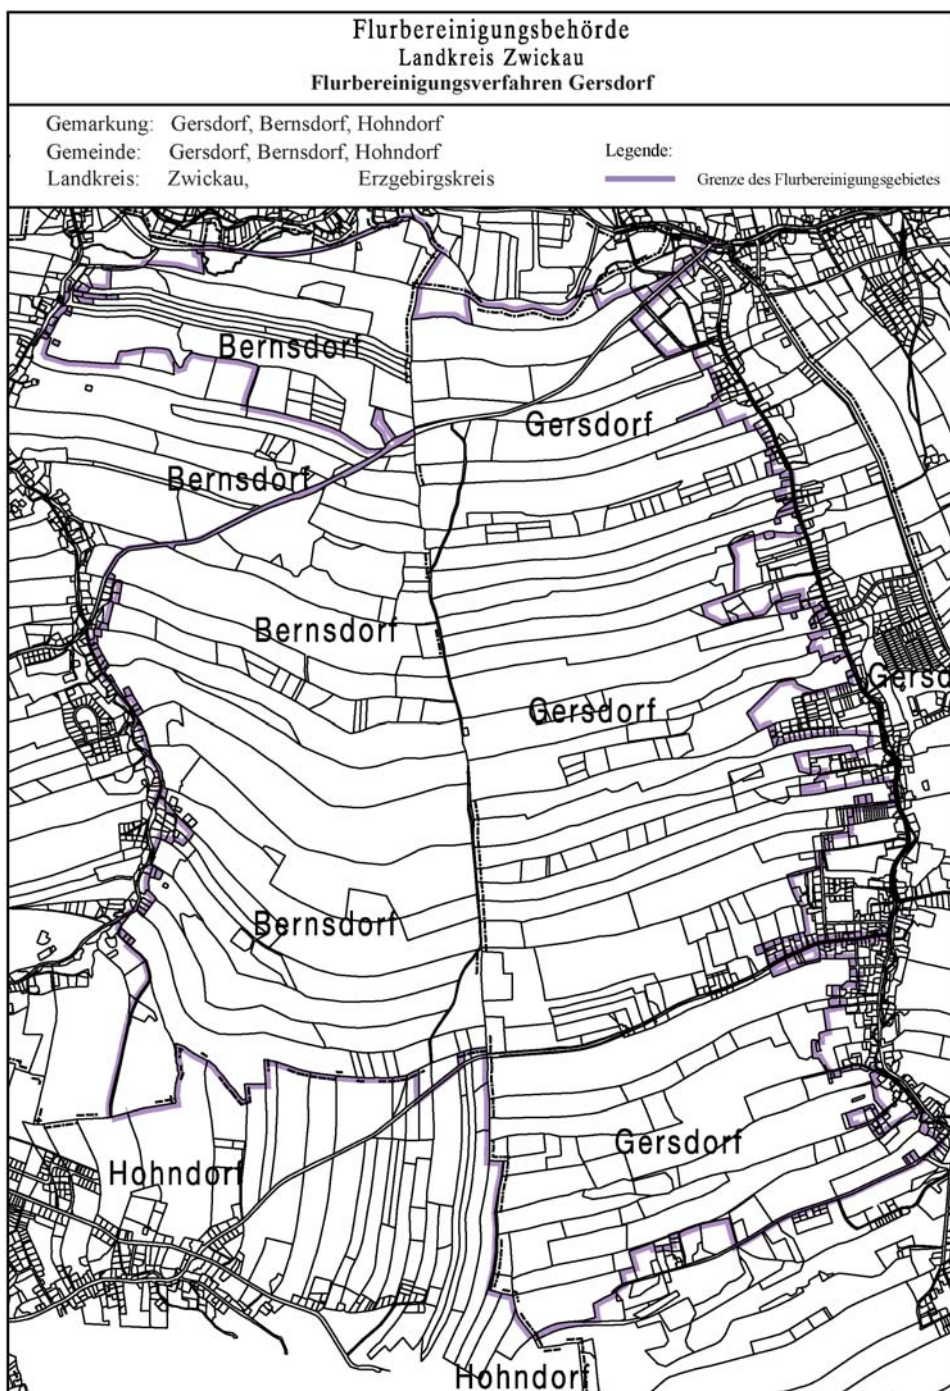 Flurbereinigungsbehörde
Landkreis Zwickau
Flurbereinigungsverfahren Gersdorf
Gemarkung: Gersdorf, Bernsdorf, Hohndorf
Gemeinde: Gersdorf, Bernsdorf, Hohndorf
Legende:
Landkreis: Zwickau, Erzgebirgskreis
Grenze des Flurbereinigungsgebietes
Bernsdorf
Gersdorf
Bernsdorf
Bernsdorf
Gersd
Gersdorf
Bernsdorf
Gersdorf
Hohndorf
Hohndorf